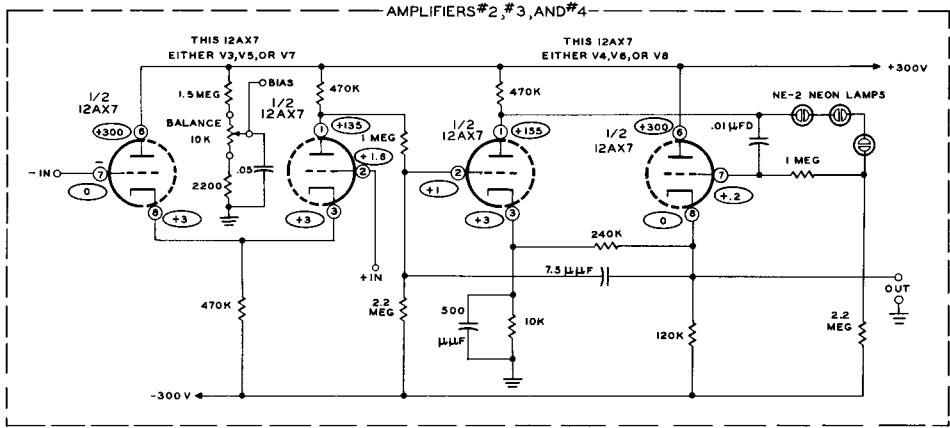 AMPLIFIERS #2, #3, AND #4
THIS 12AX7
EITHER V3, V5, OR V7
THIS 12AX7
EITHER V4, V6, OR V8
+300V
1/2
12AX7
+300
6
-IN
7
0
8
+3
1.5 MEG
BALANCE
10K
2200
BIAS
.05
470K
1/2
12AX7
1
+135
+1.6
2
3
+3
+IN
470K
1 MEG
2.2
MEG
470K
1/2
12AX7
1
+155
2
+1
3
+3
240K
7.5 μμF
500
μμF
10K
1/2
12AX7
+300
6
7
+.2
8
0
.01 μFD
NE-2 NEON LAMPS
1 MEG
OUT
120K
2.2
MEG
-300V